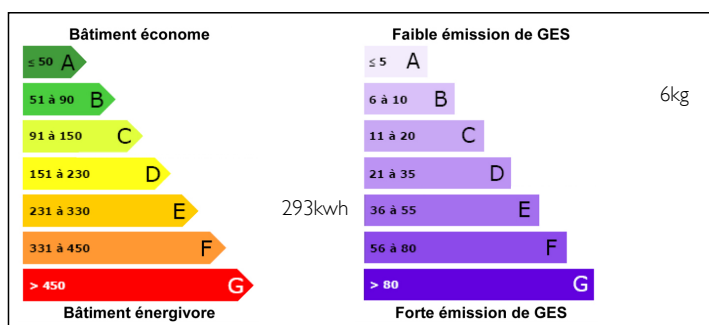 Bâtiment économe
≤ 50 A
51 à 90 B
91 à 150 C
151 à 230 D
231 à 330 E
293kwh
331 à 450 F
> 450 G
Bâtiment énergivore
Faible émission de GES
≤ 5 A
6 à 10 B
6kg
11 à 20 C
21 à 35 D
36 à 55 E
56 à 80 F
> 80 G
Forte émission de GES